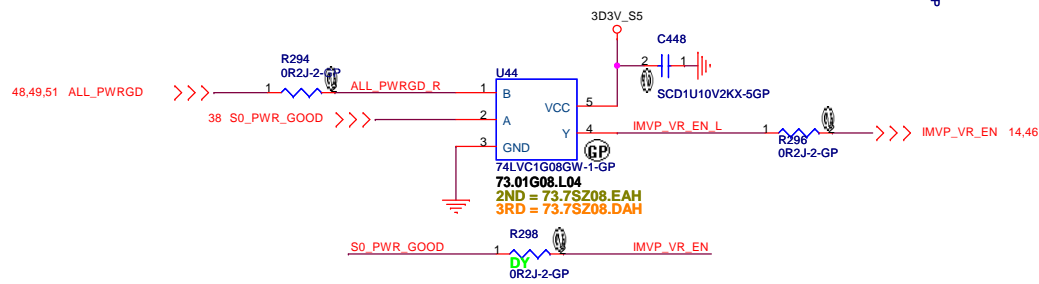 3D3V_S5
C448
2 1
SCD1U10V2KX-5GP
R294
0R2J-2-GP
48,49,51 ALL_PWRGD
1
ALL_PWRGD_R
38 S0_PWR_GOOD
U44
1 B
2 A
3 GND
VCC 5
Y 4
IMVP_VR_EN_L
1
R296
0R2J-2-GP
IMVP_VR_EN 14,46
GP
74LVC1G08GW-1-GP
73.01G08.L04
2ND = 73.7SZ08.EAH
3RD = 73.7SZ08.DAH
R298
S0_PWR_GOOD
1
IMVP_VR_EN
DY
0R2J-2-GP